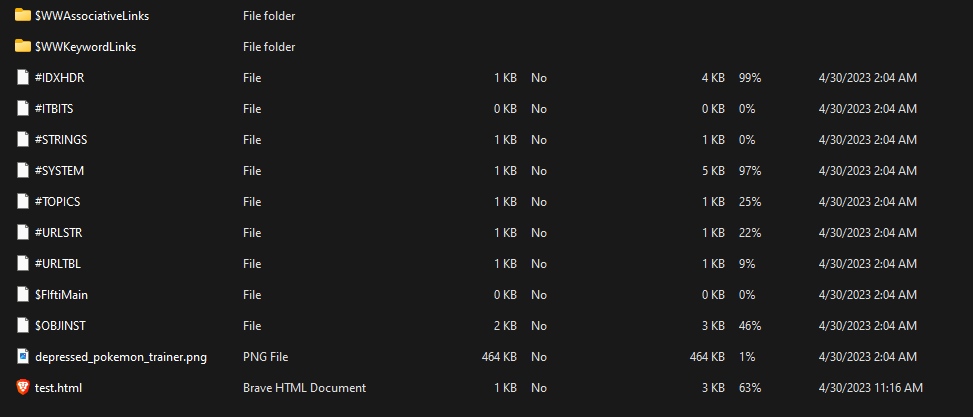 $WWAssociativeLinks File folder
$WWKeywordLinks File folder
#IDXHDR File 1 KB No 4 KB 99% 4/30/2023 2:04 AM
#ITBITS File 0 KB No 0 KB 0% 4/30/2023 2:04 AM
#STRINGS File 1 KB No 1 KB 0% 4/30/2023 2:04 AM
#SYSTEM File 1 KB No 5 KB 97% 4/30/2023 2:04 AM
#TOPICS File 1 KB No 1 KB 25% 4/30/2023 2:04 AM
#URLSTR File 1 KB No 1 KB 22% 4/30/2023 2:04 AM
#URLTBL File 1 KB No 1 KB 9% 4/30/2023 2:04 AM
$FIftiMain File 0 KB No 0 KB 0% 4/30/2023 2:04 AM
$OBJINST File 2 KB No 3 KB 46% 4/30/2023 2:04 AM
depressed_pokemon_trainer.png PNG File 464 KB No 464 KB 1% 4/30/2023 2:04 AM
test.html Brave HTML Document 1 KB No 3 KB 63% 4/30/2023 11:16 AM